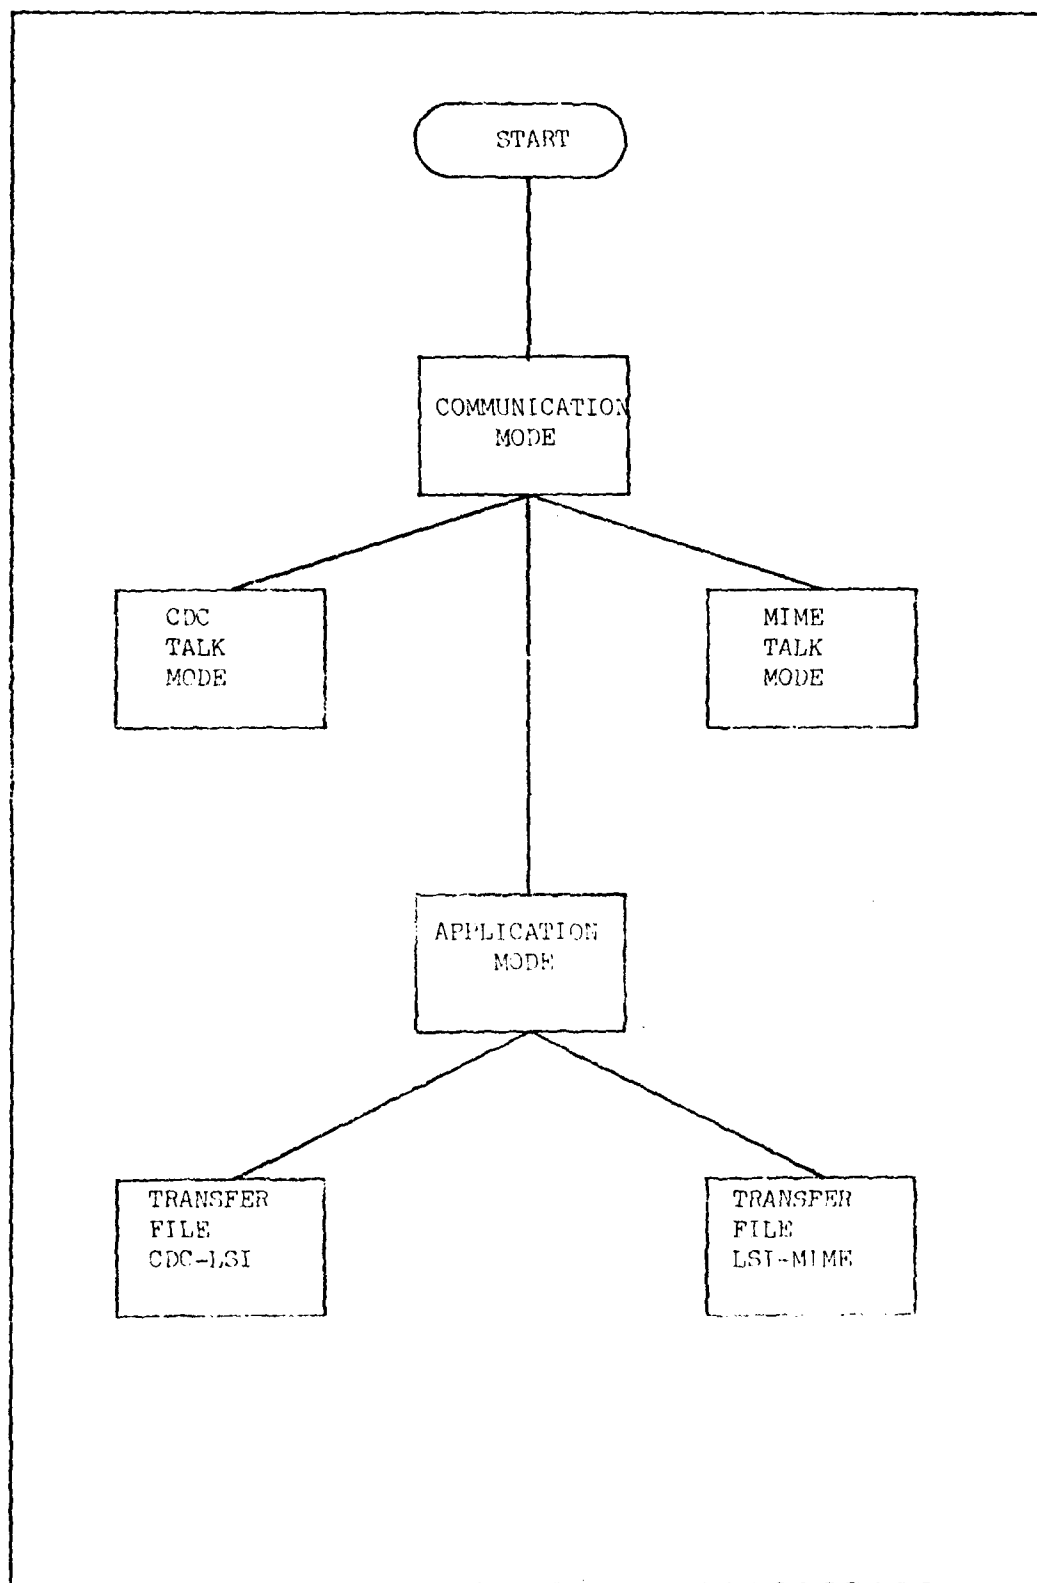 START
COMMUNICATION
MODE
CDC
TALK
MODE
MIME
TALK
MODE
APPLICATION
MODE
TRANSFER
FILE
CDC-LSI
TRANSFER
FILE
LSI-MIME